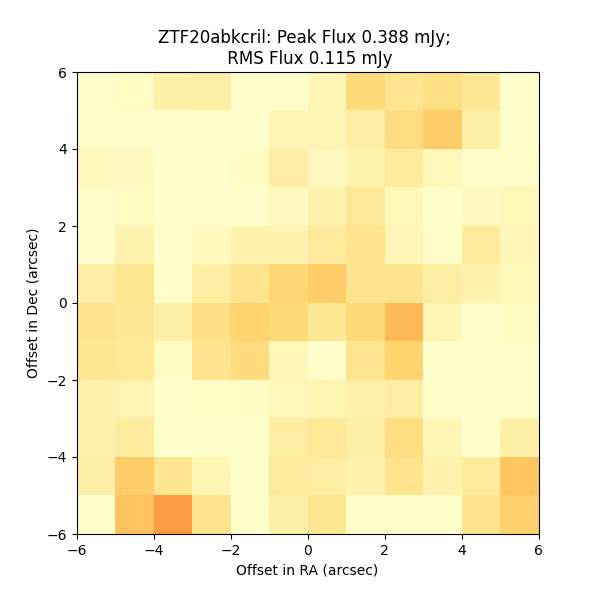 ZTF20abkcril: Peak Flux 0.388 mJy;
RMS Flux 0.115 mJy
6
4
2
0
−2
−4
−6
Offset in Dec (arcsec)
−6 −4 −2 0 2 4 6
Offset in RA (arcsec)